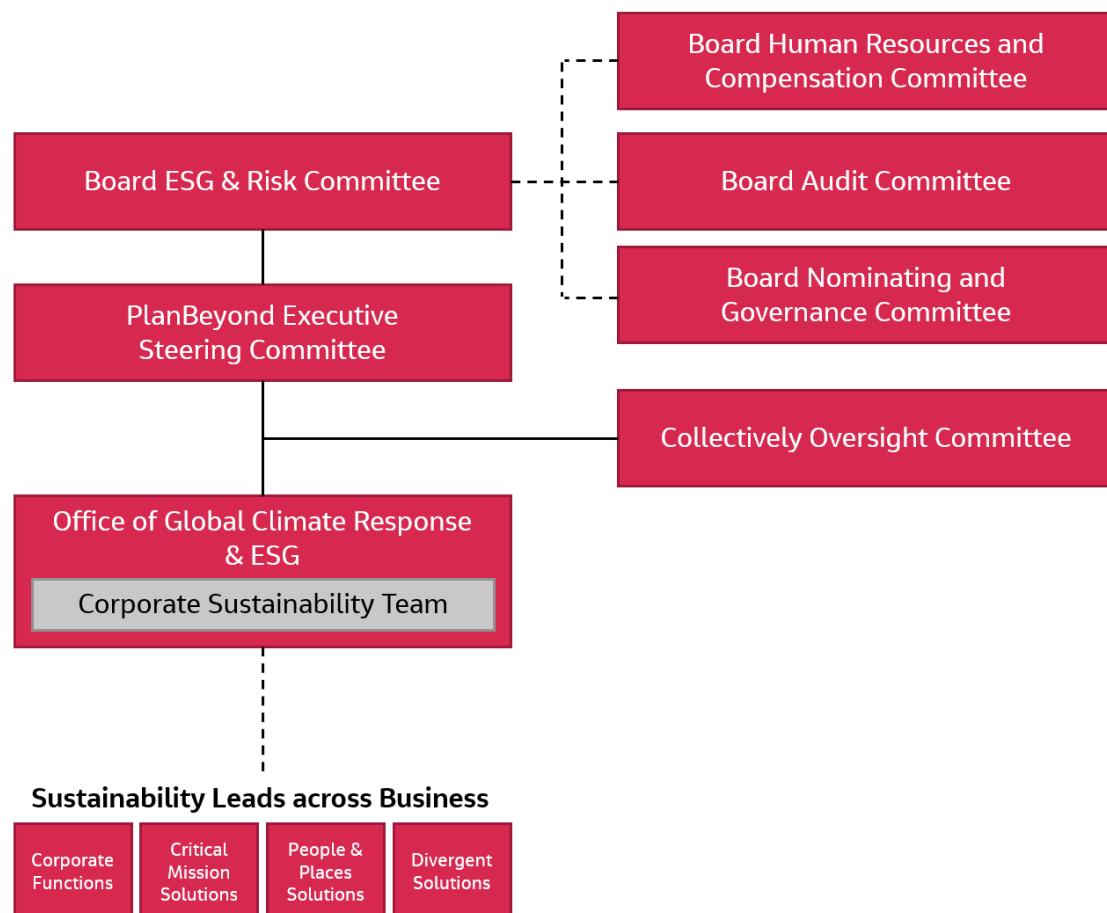 Board Human Resources and
Compensation Committee
Board ESG & Risk Committee
Board Audit Committee
Board Nominating and
Governance Committee
PlanBeyond Executive
Steering Committee
Collectively Oversight Committee
Office of Global Climate Response
& ESG
Corporate Sustainability Team
Sustainability Leads across Business
Corporate
Functions
Critical
Mission
Solutions
People &
Places
Solutions
Divergent
Solutions